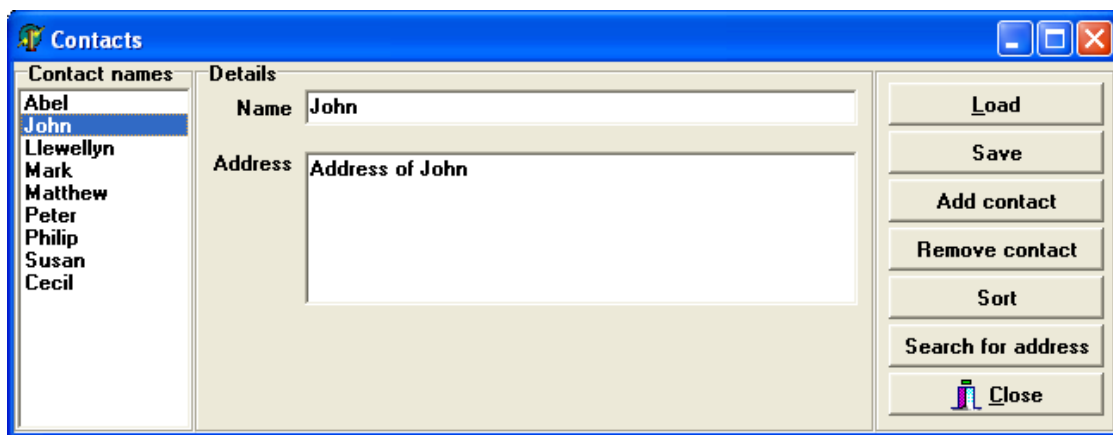 Contacts
Contact names
Abel
John
Llewellyn
Mark
Matthew
Peter
Philip
Susan
Cecil
Details
Name John
Address Address of John
Load
Save
Add contact
Remove contact
Sort
Search for address
Close